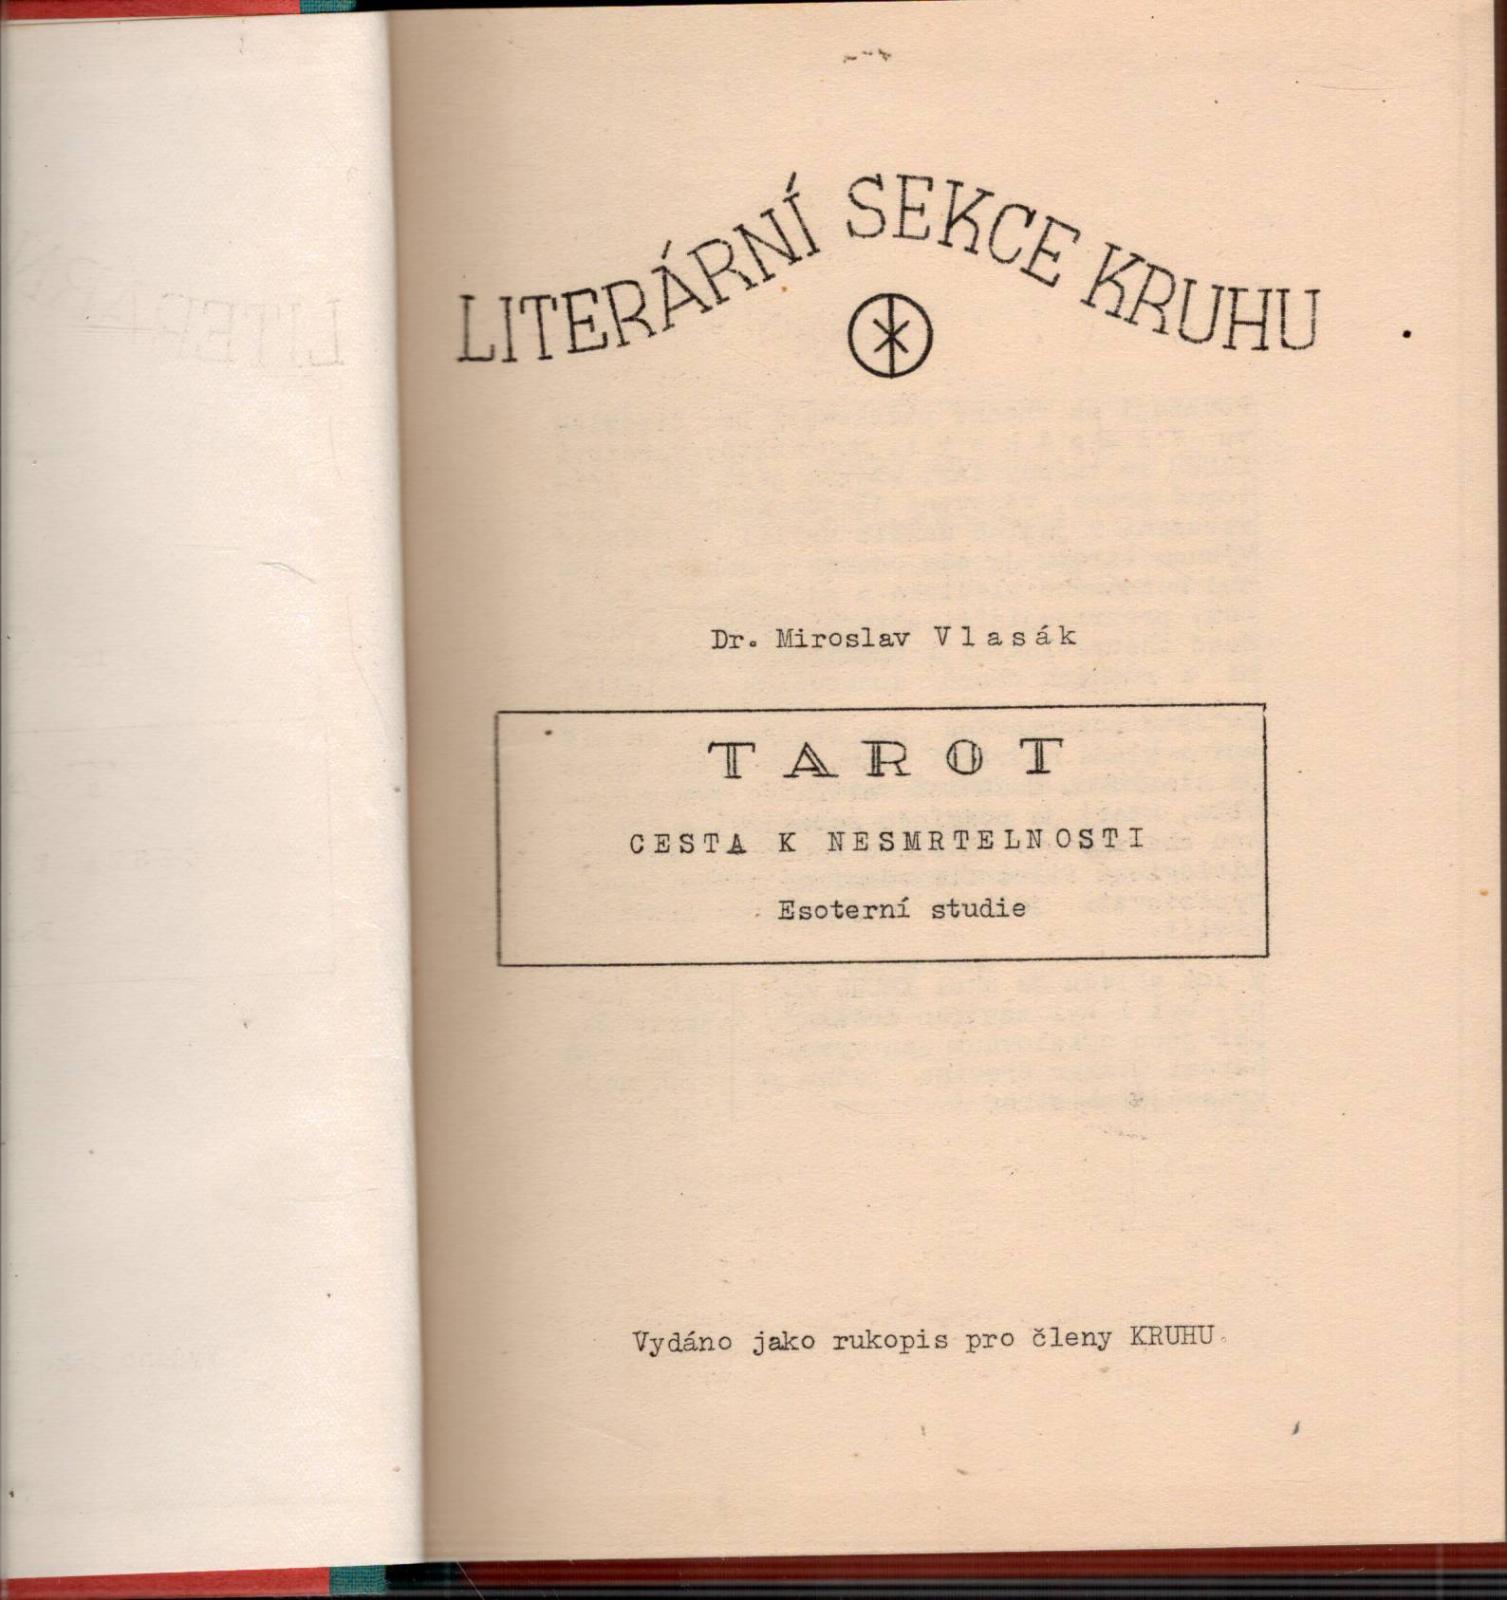 LITERÁRNÍ SEKCE KRUHU
Dr. Miroslav Vlasák
TAROT
CESTA K NESMRTELNOSTI
Esoterní studie
Vydáno jako rukopis pro členy KRUHU.